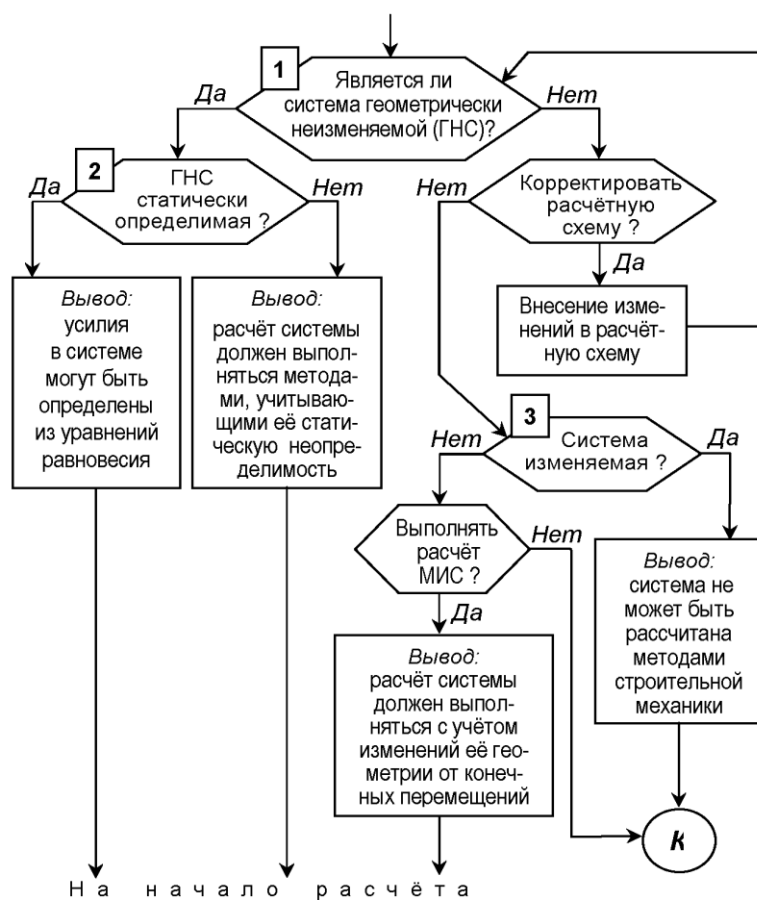 1
Является ли
система геометрически
неизменяемой (ГНС)?
Да
Нет
2
ГНС
статически
определимая ?
Да
Нет
Нет
Корректировать
расчётную
схему ?
Да
Вывод:
усилия
в системе
могут быть
определены
из уравнений
равновесия
Вывод:
расчёт системы
должен выпол-
няться метода-
ми, учитываю-
щими её стати-
ческую неопре-
делимость
Внесение изме-
нений в расчёт-
ную схему
3
Система
изменяемая ?
Нет
Да
Выполнять
расчёт
МИС ?
Нет
Да
Вывод:
система не
может быть
рассчитана
методами
строительной
механики
Вывод:
расчёт системы
должен выпол-
няться с учётом
изменений её гео-
метрии от конеч-
ных перемещений
К
На начало расчёта